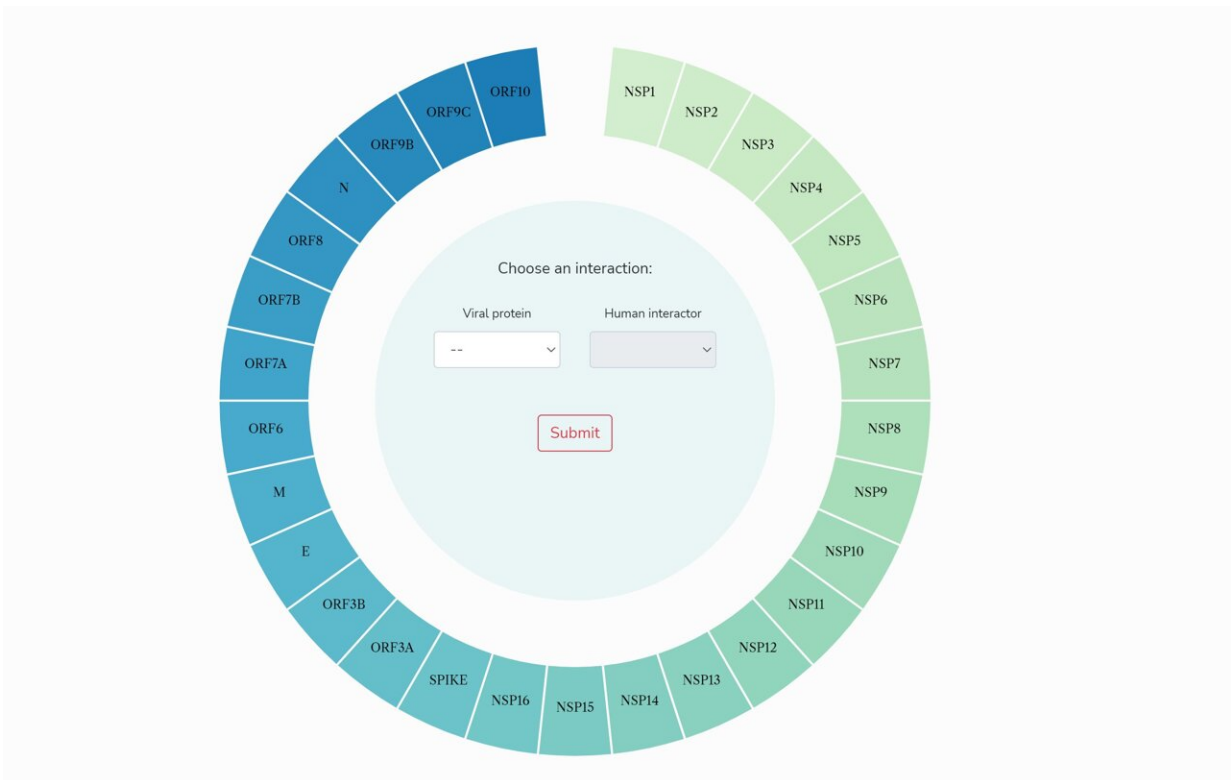 NSP1
NSP2
NSP3
NSP4
NSP5
NSP6
NSP7
NSP8
NSP9
NSP10
NSP11
NSP12
NSP13
NSP14
NSP15
NSP16
SPIKE
ORF3A
ORF3B
E
M
ORF6
ORF7A
ORF7B
ORF8
N
ORF9B
ORF9C
ORF10
Choose an interaction:
Viral protein Human interactor
--
Submit